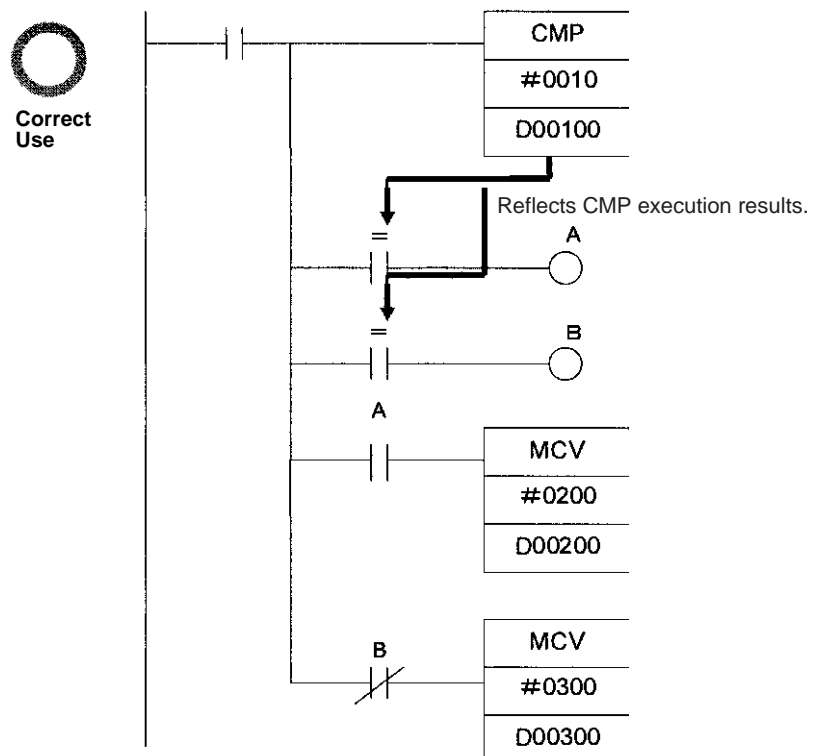 Correct
Use
CMP
#0010
D00100
Reflects CMP execution results.
=
A
=
B
A
MCV
#0200
D00200
B
MCV
#0300
D00300